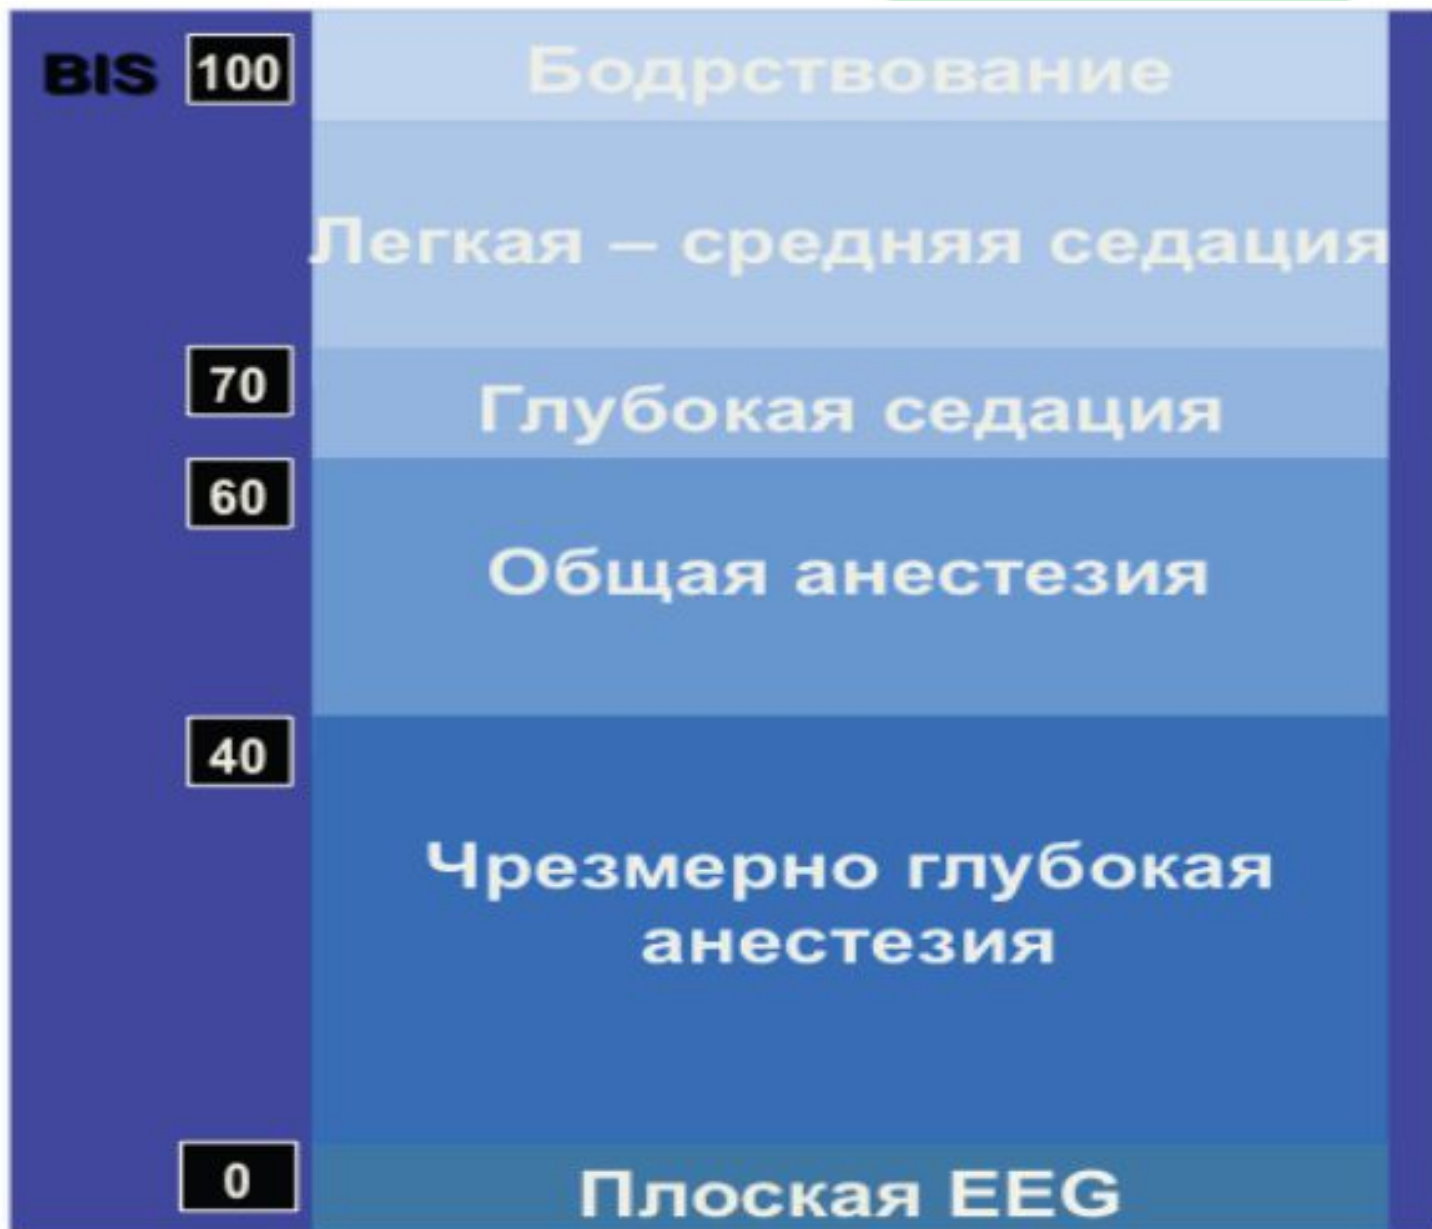 BIS 100 Бодрствование
Легкая – средняя седация
70 Глубокая седация
60
Общая анестезия
40
Чрезмерно глубокая
анестезия
0 Плоская EEG